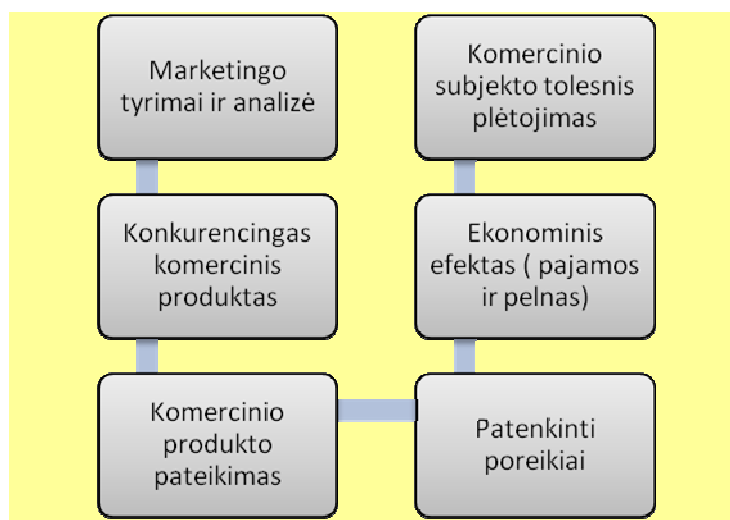 Marketingo
tyrimai ir analizė
Konkurencingas
komercinis
produktas
Komercinio
produkto
pateikimas
Patenkinti
poreikiai
Ekonominis
efektas ( pajamos
ir pelnas)
Komercinio
subjekto tolesnis
plėtojimas